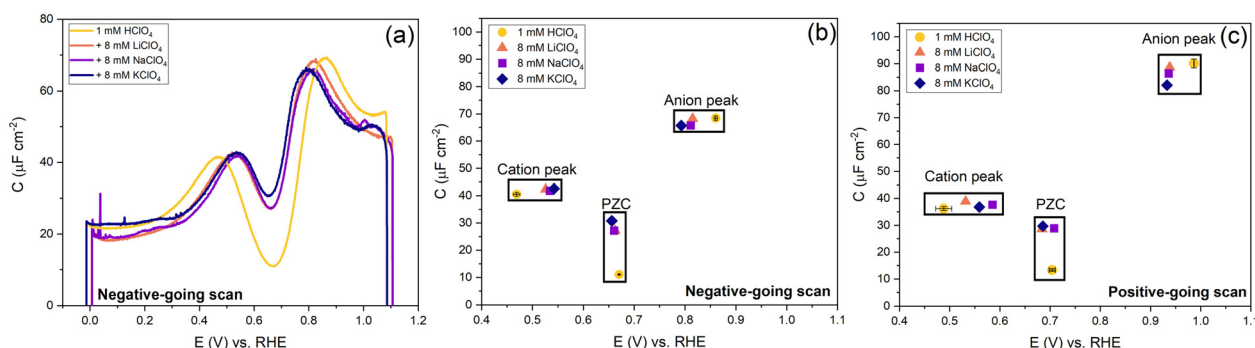 (a)
1 mM HClO₄
+ 8 mM LiClO₄
+ 8 mM NaClO₄
+ 8 mM KClO₄
C (μF cm⁻²)
80
60
40
20
0
Negative-going scan
0.0 0.2 0.4 0.6 0.8 1.0 1.2
E (V) vs. RHE
(b)
1 mM HClO₄
8 mM LiClO₄
8 mM NaClO₄
8 mM KClO₄
C (μF cm⁻²)
100
90
80
70
60
50
40
30
20
10
0
Anion peak
Cation peak
PZC
Negative-going scan
0.4 0.5 0.6 0.7 0.8 0.9 1.0 1.1
E (V) vs. RHE
(c)
1 mM HClO₄
8 mM LiClO₄
8 mM NaClO₄
8 mM KClO₄
C (μF cm⁻²)
100
90
80
70
60
50
40
30
20
10
0
Anion peak
Cation peak
PZC
Positive-going scan
0.4 0.5 0.6 0.7 0.8 0.9 1.0 1.1
E (V) vs. RHE